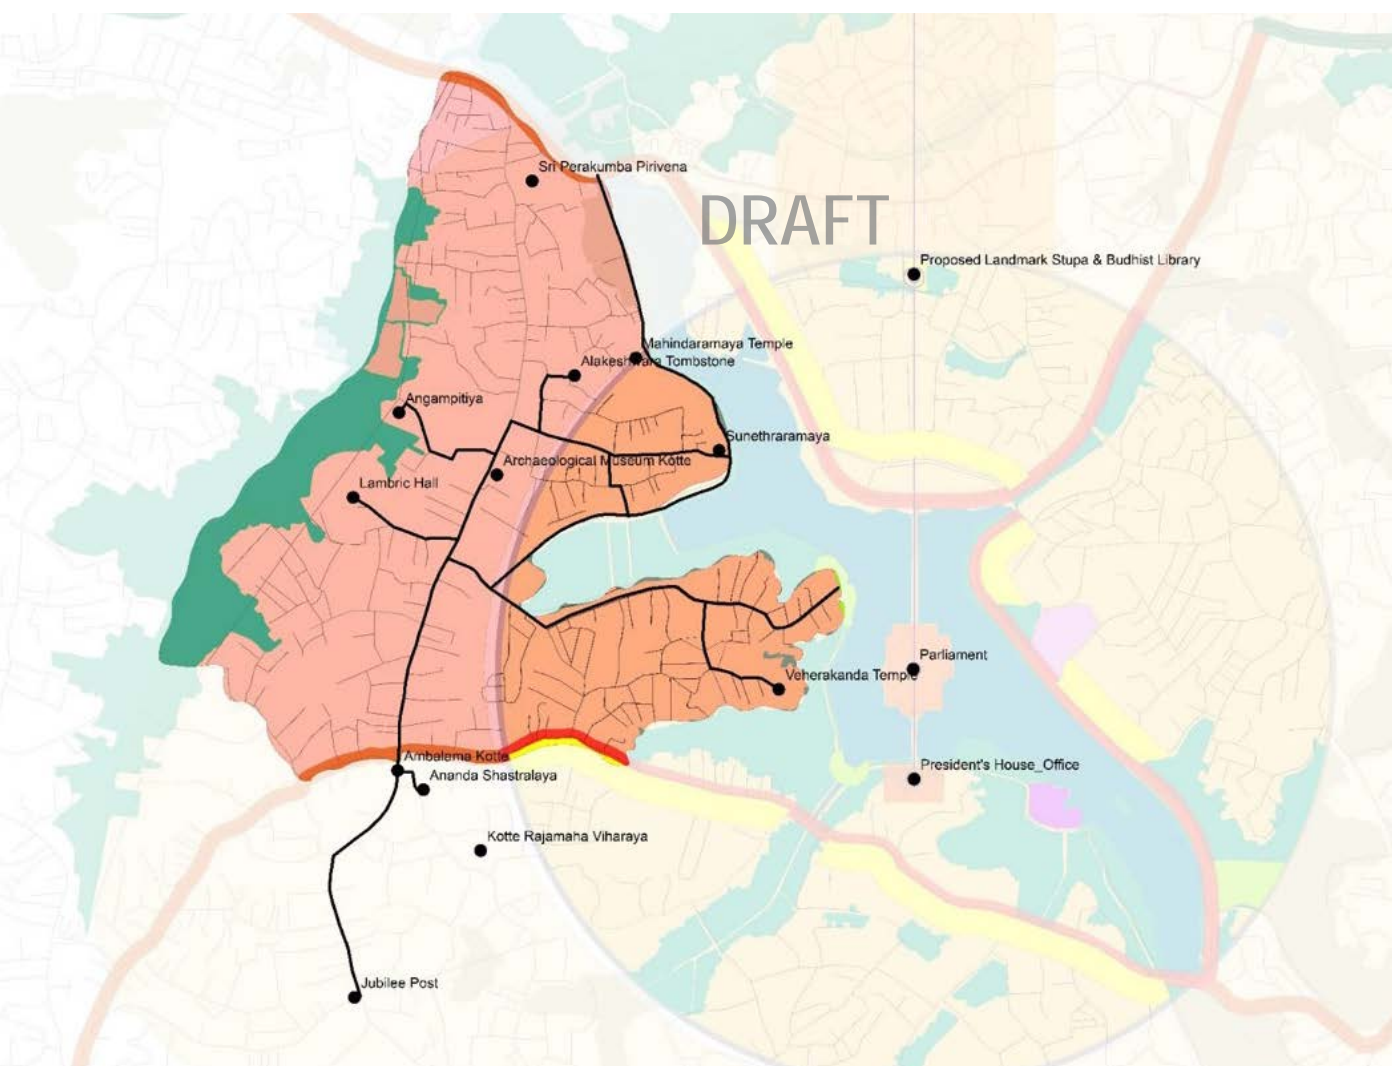 Sri Perakumba Pirivena
DRAFT
Proposed Landmark Stupa & Budhist Library
Mahindaramaya Temple
Alakeshwara Tombstone
Angampitiya
Sunethraramaya
Archaeological Museum Kotte
Lambric Hall
Parliament
Veherakanda Temple
Ambalama Kotte
President's House_Office
Ananda Shastralaya
Kotte Rajamaha Viharaya
Jubilee Post